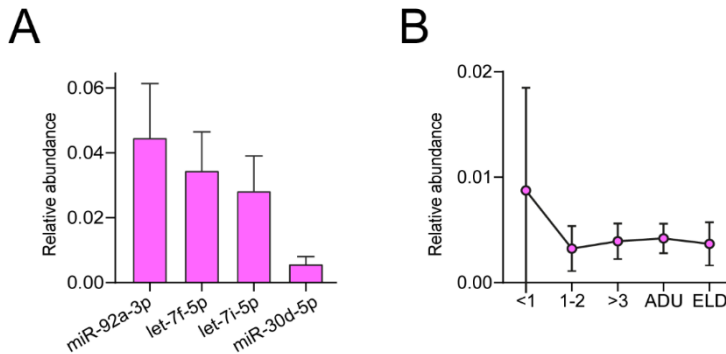 A
Relative abundance
0.06
0.04
0.02
0.00
miR-92a-3p
let-7f-5p
let-7i-5p
miR-30d-5p
B
Relative abundance
0.02
0.01
0.00
<1 1-2 >3 ADU ELD